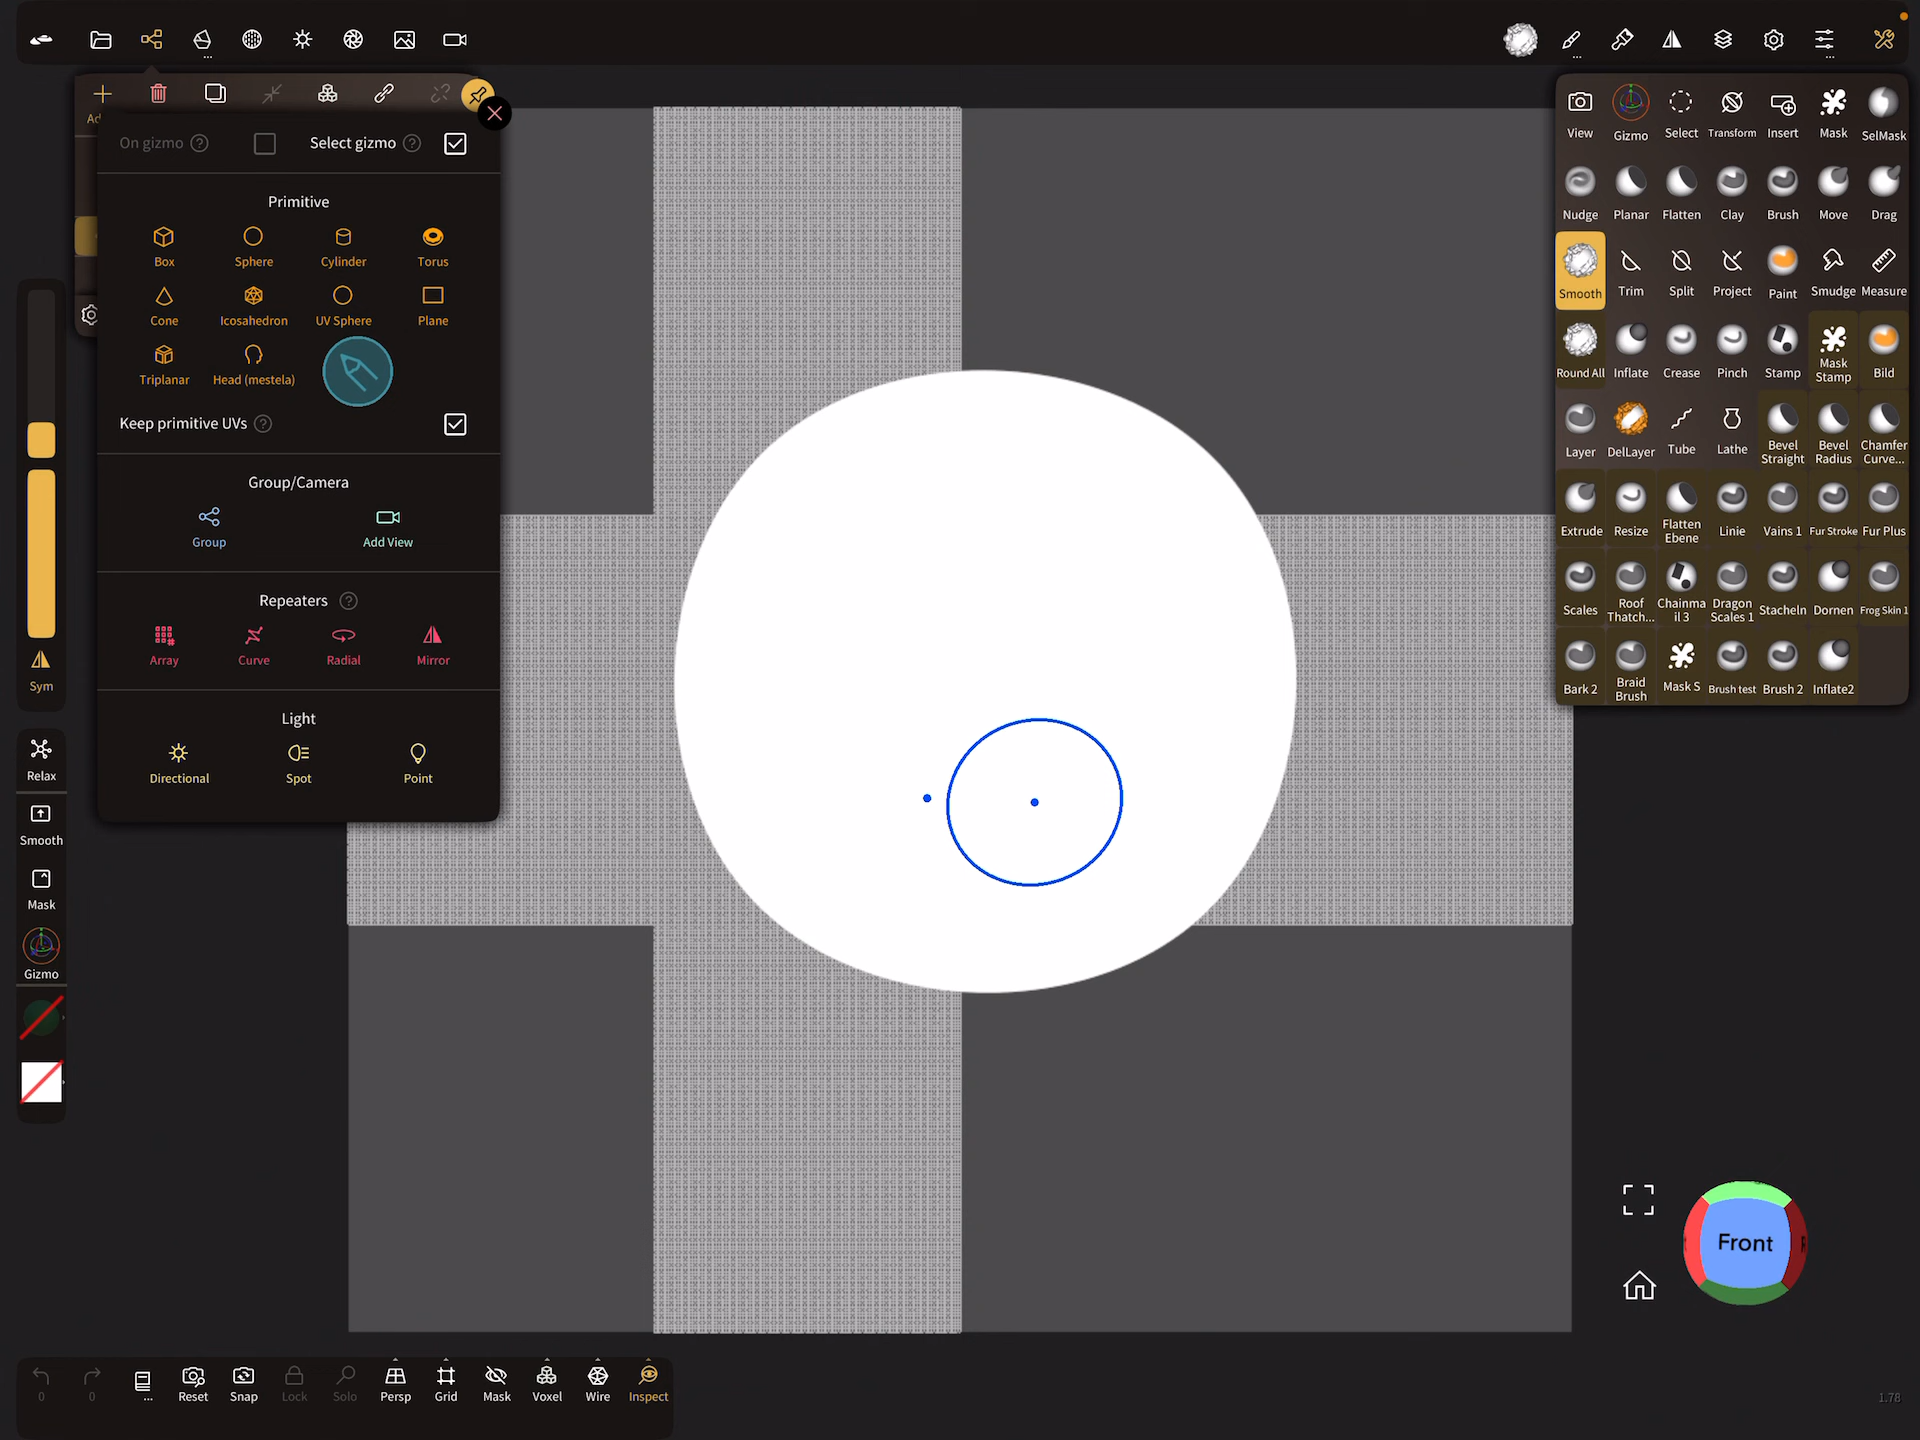 Ad
On gizmo ?
Select gizmo ?
Primitive
Box Sphere Cylinder Torus
Cone Icosahedron UV Sphere Plane
Triplanar Head (mestela)
Keep primitive UVs ?
Group/Camera
Group Add View
Repeaters ?
Array Curve Radial Mirror
Light
Directional Spot Point
Sym
Relax
Smooth
Mask
Gizmo
View Gizmo Select Transform Insert Mask SelMask
Nudge Planar Flatten Clay Brush Move Drag
Smooth Trim Split Project Paint Smudge Measure
Round All Inflate Crease Pinch Stamp Mask Stamp Bild
Layer DelLayer Tube Lathe Bevel Straight Bevel Radius Chamfer Curve...
Extrude Resize Flatten Ebene Linie Vains 1 Fur Stroke Fur Plus
Scales Roof Thatch... Chainmail 3 Dragon Scales 1 Stacheln Dornen Frog Skin 1
Bark 2 Braid Brush Mask S Brush test Brush 2 Inflate2
Front
0 0 ... Reset Snap Lock Solo Persp Grid Mask Voxel Wire Inspect
1.78